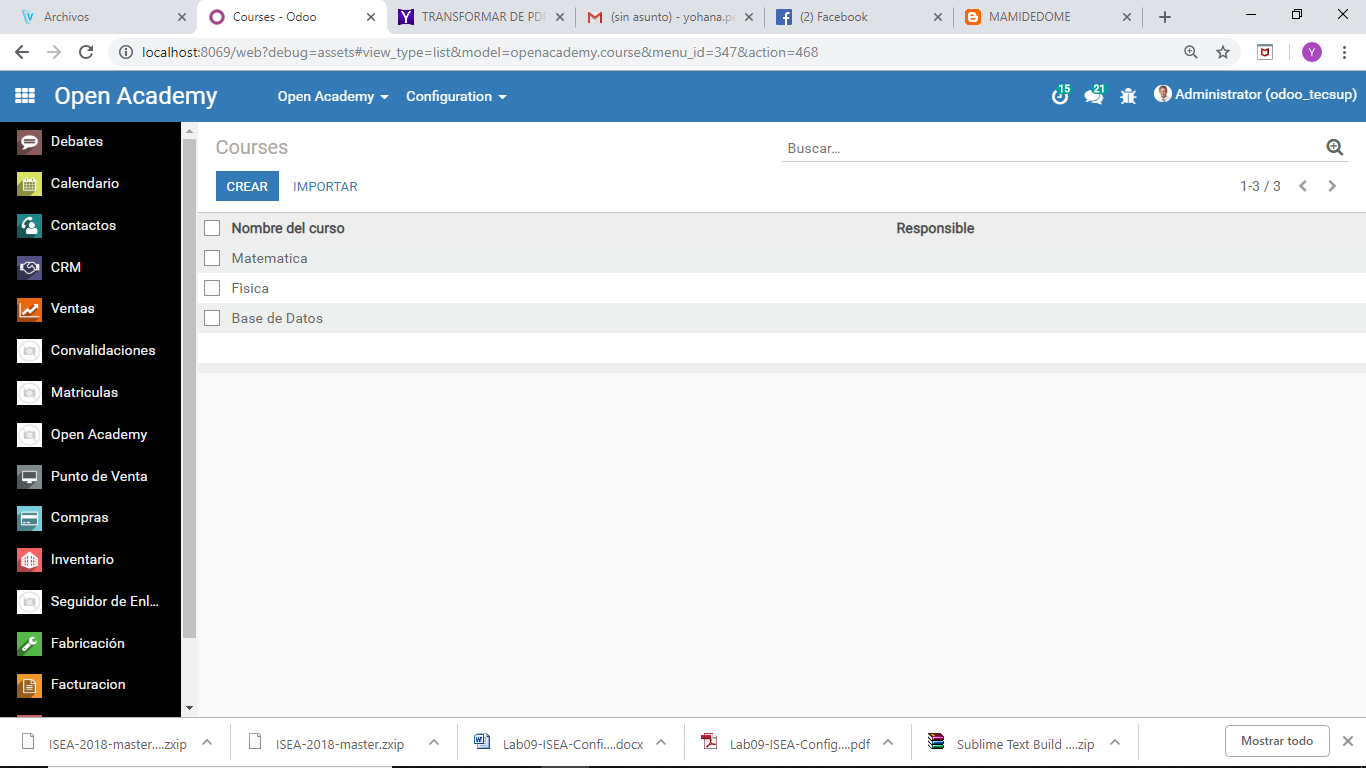 Archivos
Courses - Odoo
TRANSFORMAR DE PDF
(sin asunto) - yohana.pe
(2) Facebook
MAMIDEDOME
localhost:8069/web?debug=assets#view_type=list&model=openacademy.course&menu_id=347&action=468
Y
Open Academy
Open Academy
Configuration
15
21
Administrator (odoo_tecsup)
Debates
Calendario
Contactos
CRM
Ventas
Convalidaciones
Matriculas
Open Academy
Punto de Venta
Compras
Inventario
Seguidor de Enl...
Fabricación
Facturacion
Courses
Buscar...
CREAR
IMPORTAR
1-3 / 3
Nombre del curso
Responsible
Matematica
Fìsica
Base de Datos
ISEA-2018-master....zxip
ISEA-2018-master.zxip
Lab09-ISEA-Confi....docx
Lab09-ISEA-Config....pdf
Sublime Text Build ....zip
Mostrar todo